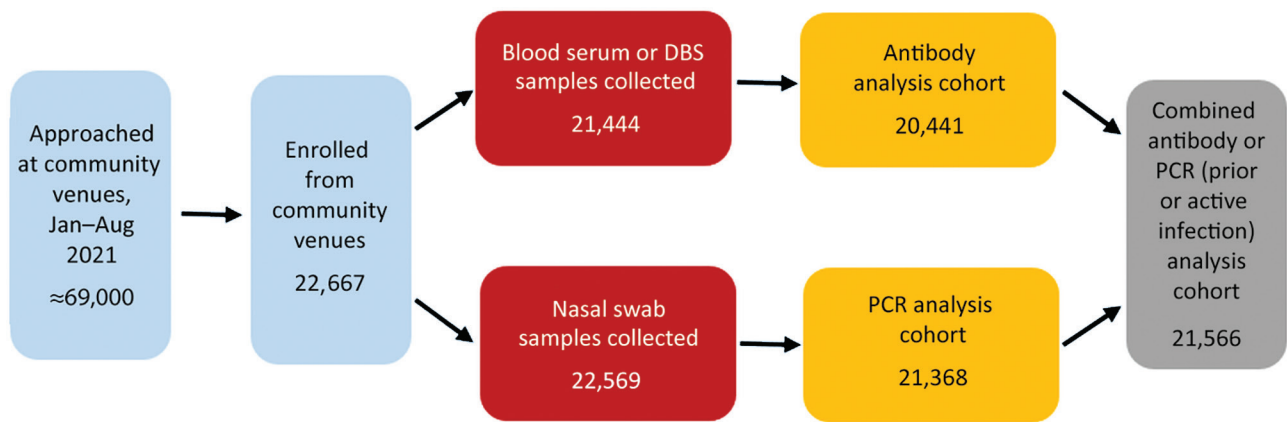 Approached
at community
venues,
Jan–Aug
2021
≈69,000
Enrolled
from
community
venues
22,667
Blood serum or DBS
samples collected
21,444
Antibody
analysis cohort
20,441
Nasal swab
samples collected
22,569
PCR analysis
cohort
21,368
Combined
antibody or
PCR (prior
or active
infection)
analysis
cohort
21,566